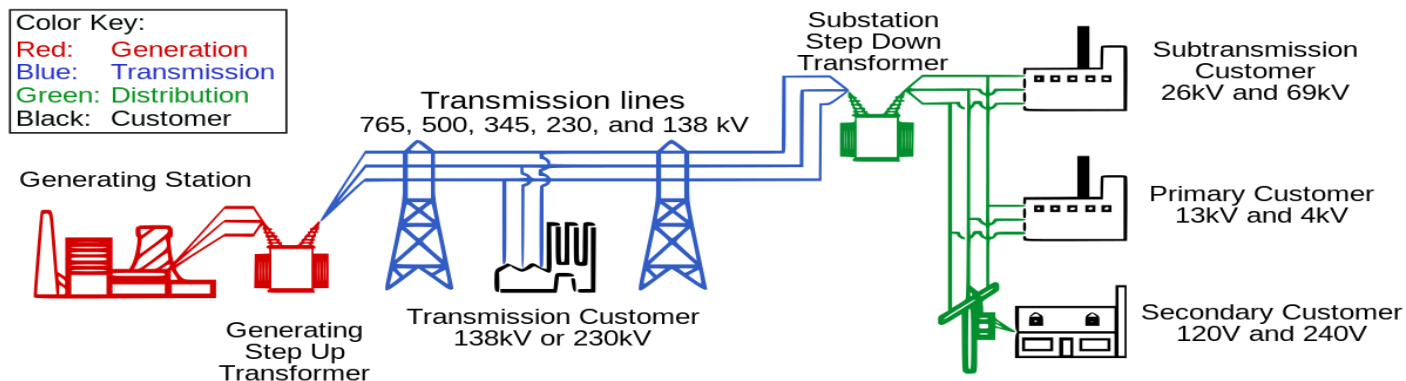 Color Key:
Red: Generation
Blue: Transmission
Green: Distribution
Black: Customer
Generating Station
Generating
Step Up
Transformer
Transmission lines
765, 500, 345, 230, and 138 kV
Transmission Customer
138kV or 230kV
Substation
Step Down
Transformer
Subtransmission
Customer
26kV and 69kV
Primary Customer
13kV and 4kV
Secondary Customer
120V and 240V